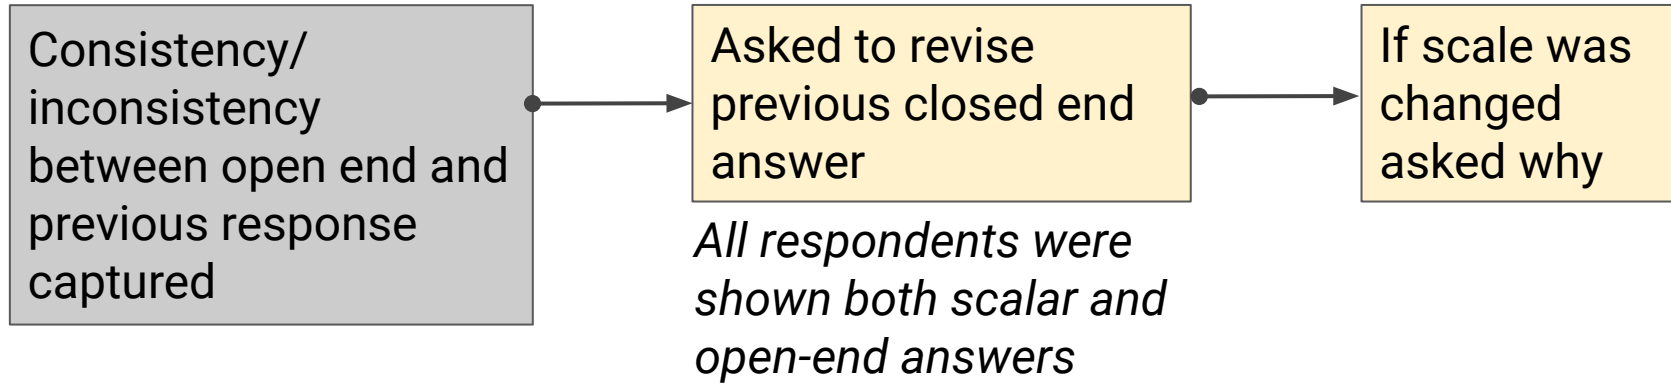 Consistency/
inconsistency
between open end and
previous response
captured
Asked to revise
previous closed end
answer
All respondents were
shown both scalar and
open-end answers
If scale was
changed
asked why